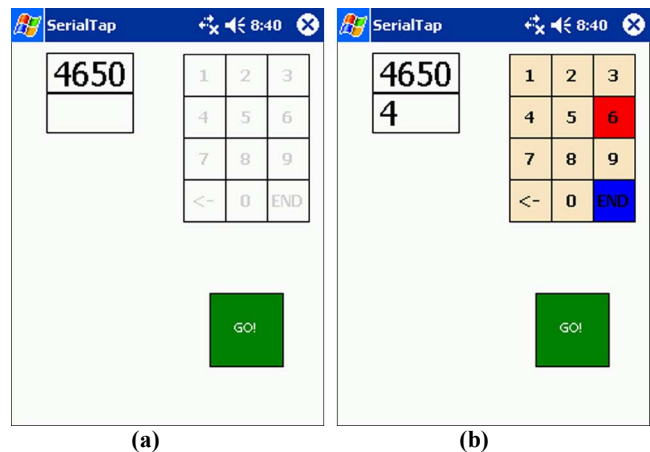 SerialTap 8:40
4650
1 2 3
4 5 6
7 8 9
<- 0 END
GO!
(a)
SerialTap 8:40
4650
4
1 2 3
4 5 6
7 8 9
<- 0 END
GO!
(b)